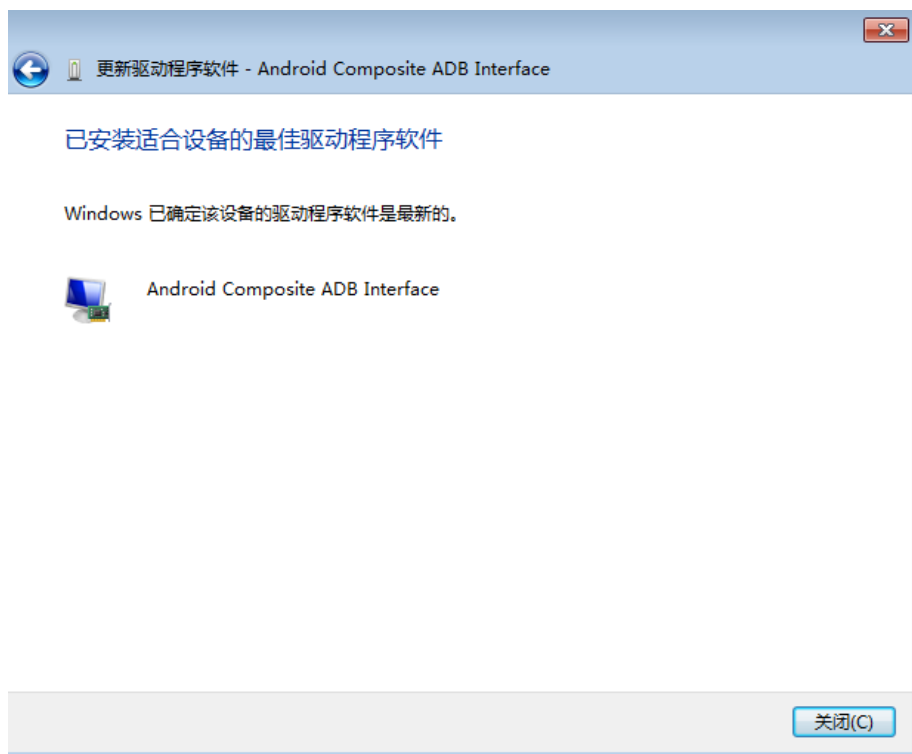 更新驱动程序软件 - Android Composite ADB Interface
已安装适合设备的最佳驱动程序软件
Windows 已确定该设备的驱动程序软件是最新的。
Android Composite ADB Interface
关闭(C)